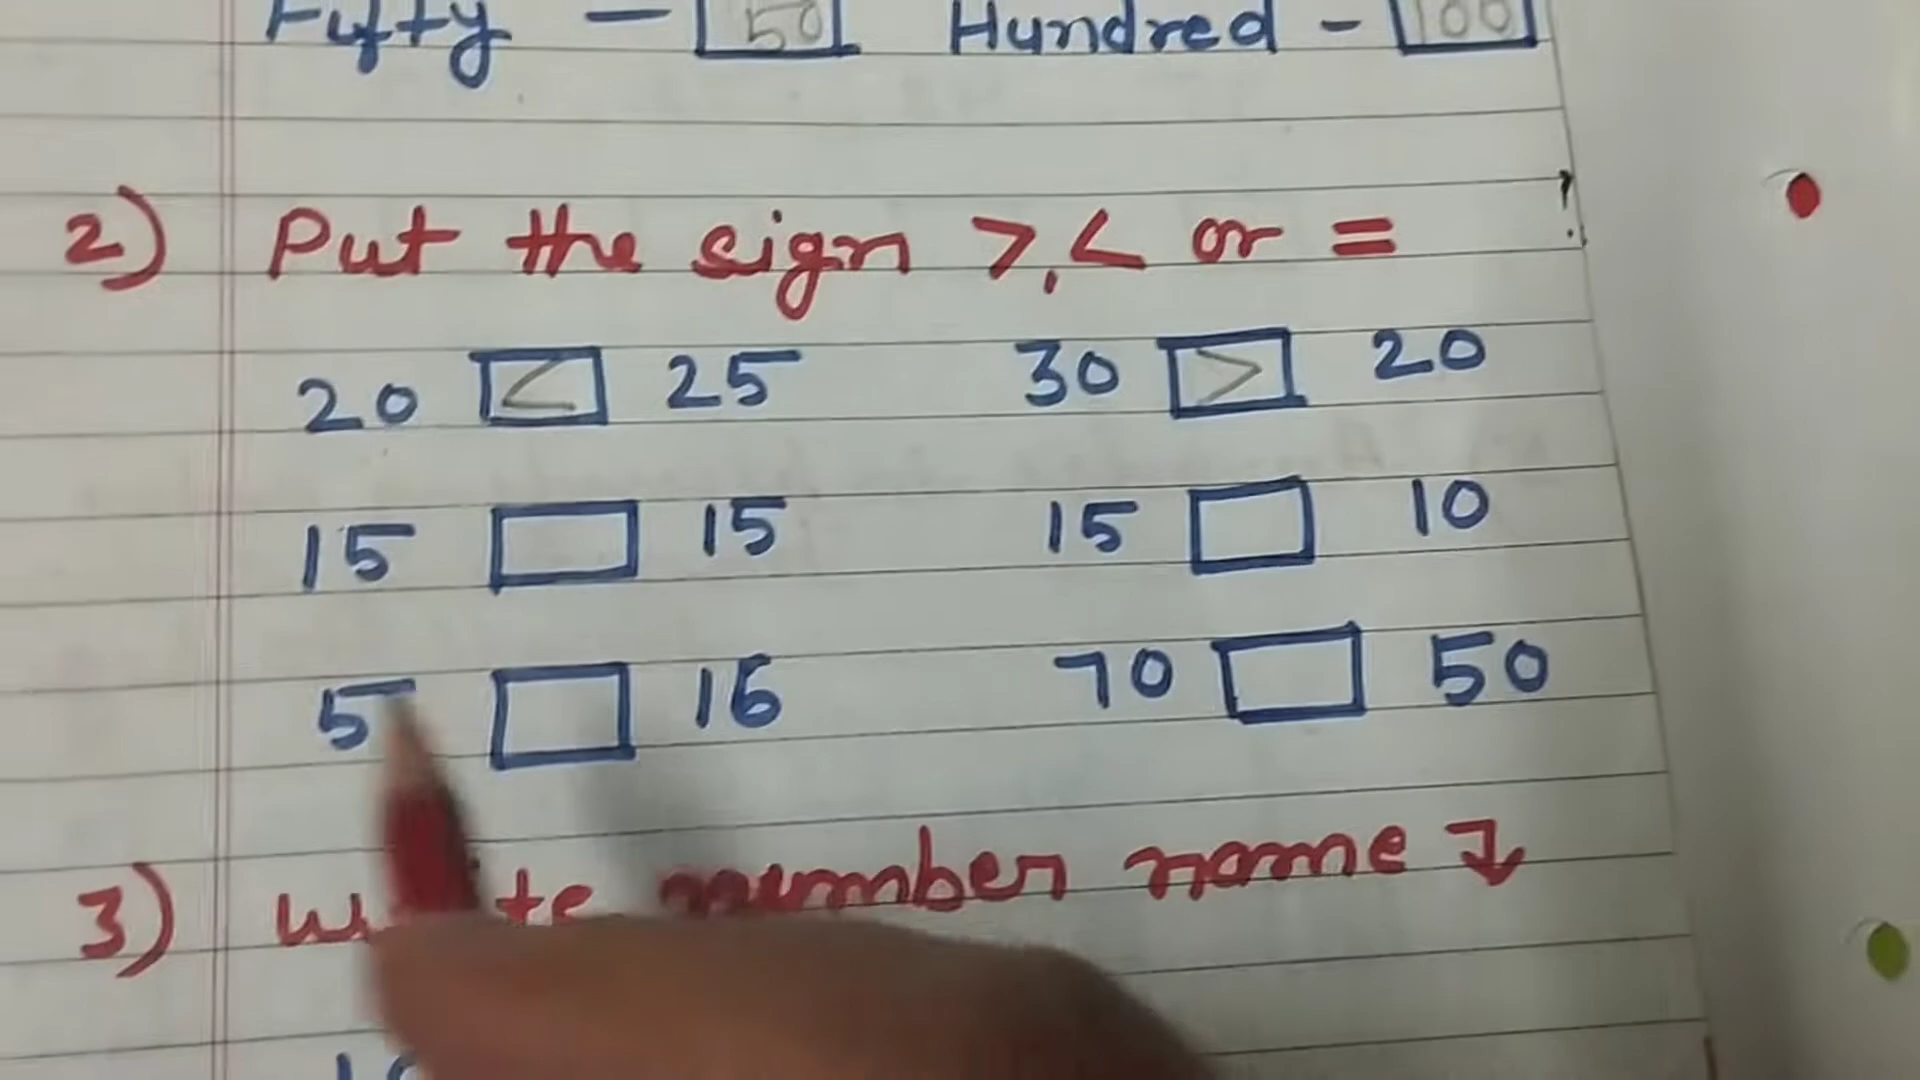 Fifty - 50 Hundred - 100
2) Put the sign >, < or =
20 < 25 30 > 20
15 15 15 10
5 16 70 50
3) Write number name